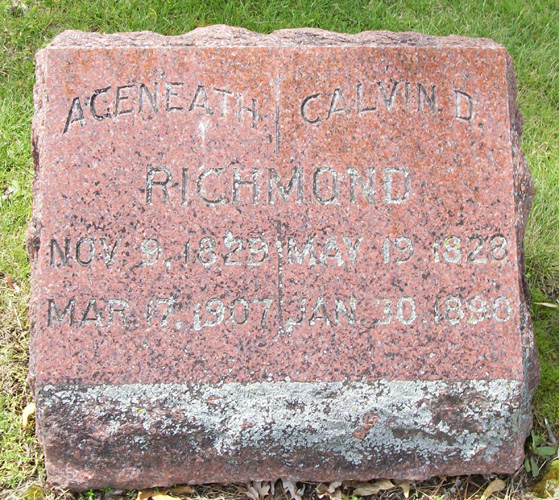 AGENEATH. CALVIN. D.
RICHMOND
NOV. 9, 1829 MAY 19, 1828
MAR. 17, 1907 JAN. 30, 1890